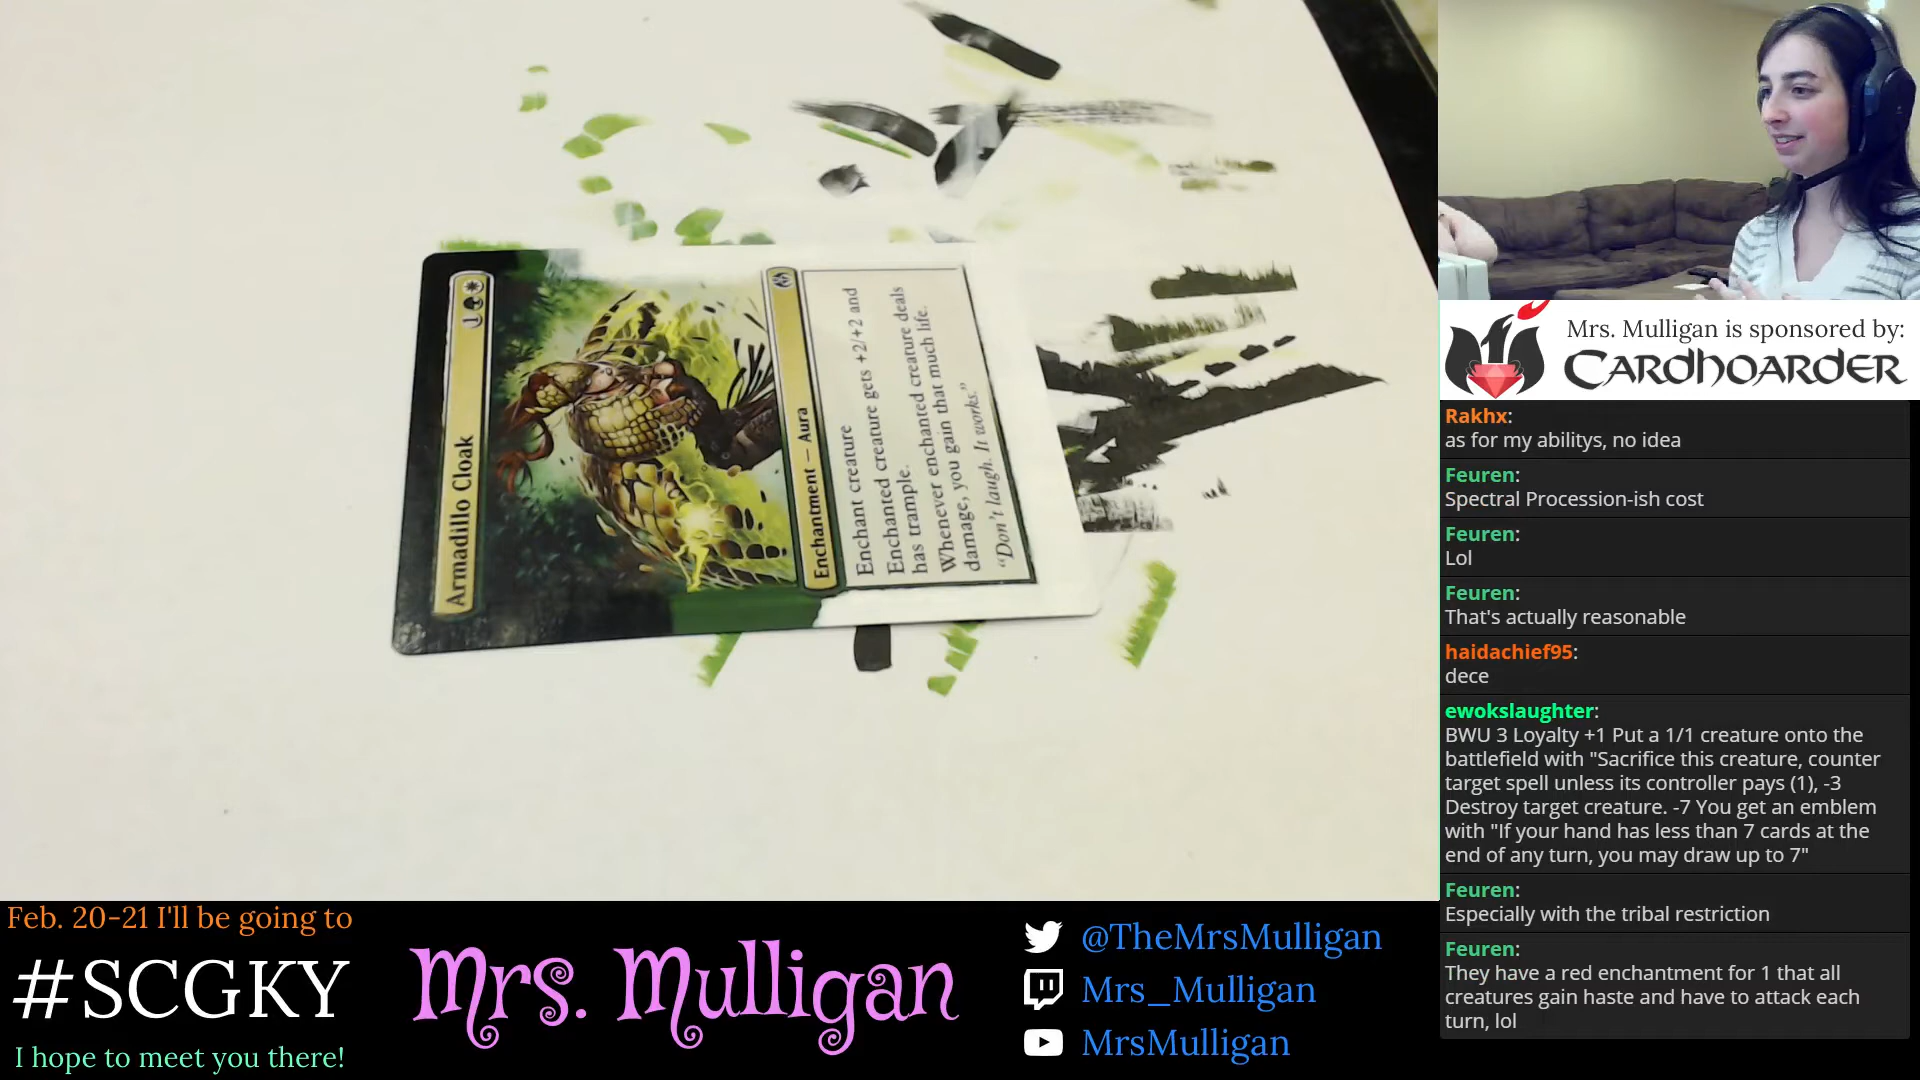 Armadillo Cloak
1
Enchantment — Aura
Enchant creature
Enchanted creature gets +2/+2 and
has trample.
Whenever enchanted creature deals
damage, you gain that much life.
"Don't laugh. It works."
Mrs. Mulligan is sponsored by:
CARDHOARDER
Rakhx:
as for my abilitys, no idea
Feuren:
Spectral Procession-ish cost
Feuren:
Lol
Feuren:
That's actually reasonable
haidachief95:
dece
ewokslaughter:
BWU 3 Loyalty +1 Put a 1/1 creature onto the
battlefield with "Sacrifice this creature, counter
target spell unless its controller pays (1), -3
Destroy target creature. -7 You get an emblem
with "If your hand has less than 7 cards at the
end of any turn, you may draw up to 7"
Feuren:
Especially with the tribal restriction
Feuren:
They have a red enchantment for 1 that all
creatures gain haste and have to attack each
turn, lol
Feb. 20-21 I'll be going to
#SCGKY
I hope to meet you there!
Mrs. Mulligan
@TheMrsMulligan
Mrs_Mulligan
MrsMulligan